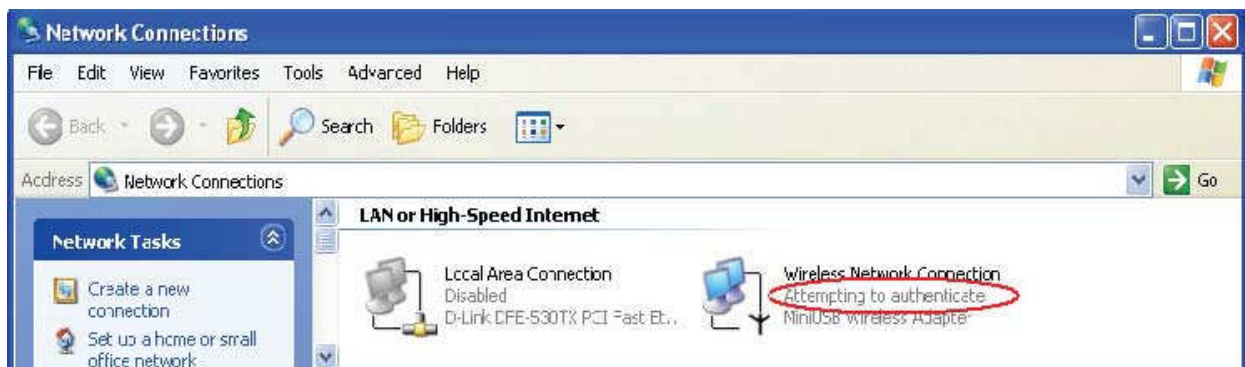 Network Connections
File Edit View Favorites Tools Advanced Help
Back Search Folders
Address Network Connections Go
LAN or High-Speed Internet
Network Tasks
Create a new
connection
Set up a home or small
office network
Local Area Connection
Disabled
D-Link DFE-530TX PCI Fast Et...
Wireless Network Connection
Attempting to authenticate
MiniUSB Wireless Adapter